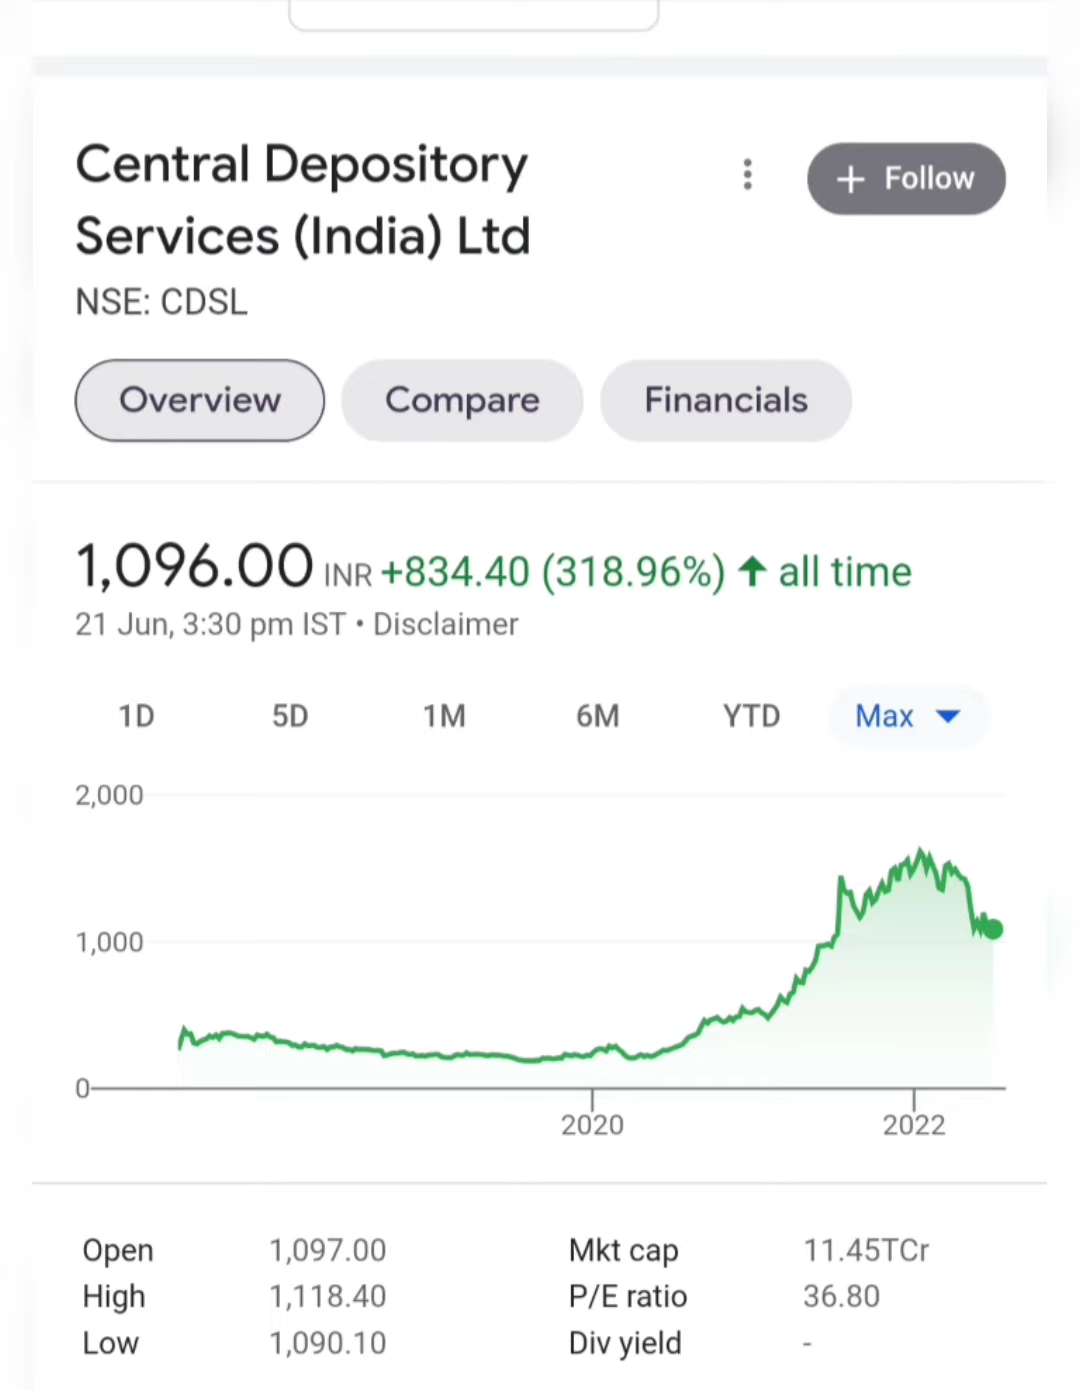 Central Depository
Services (India) Ltd
+ Follow
NSE: CDSL
Overview Compare Financials
1,096.00 INR +834.40 (318.96%) ↑ all time
21 Jun, 3:30 pm IST • Disclaimer
1D 5D 1M 6M YTD Max
2,000
1,000
0
2020 2022
Open 1,097.00 Mkt cap 11.45TCr
High 1,118.40 P/E ratio 36.80
Low 1,090.10 Div yield -